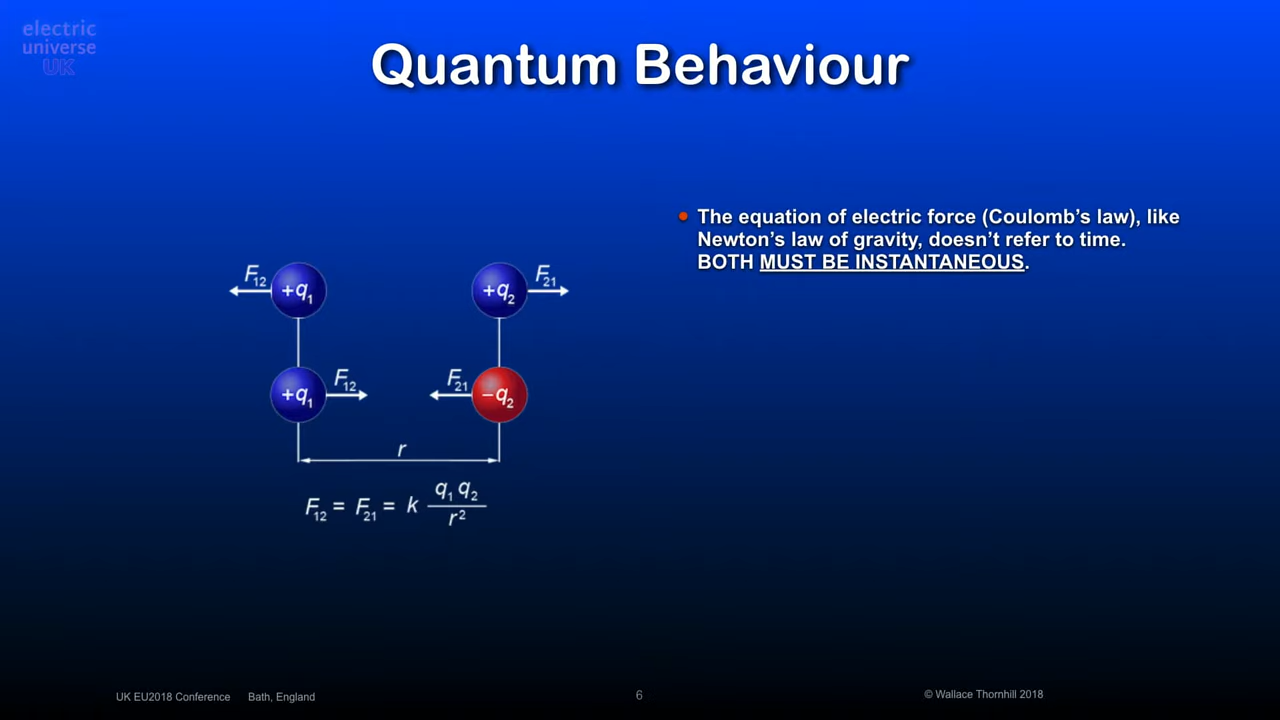 electric
universe
UK
Quantum Behaviour
• The equation of electric force (Coulomb's law), like
Newton's law of gravity, doesn't refer to time.
BOTH MUST BE INSTANTANEOUS.
F12 +q1 +q2 F21
+q1 F12 F21 −q2
r
F12 = F21 = k q1 q2 / r²
UK EU2018 Conference Bath, England
6
© Wallace Thornhill 2018